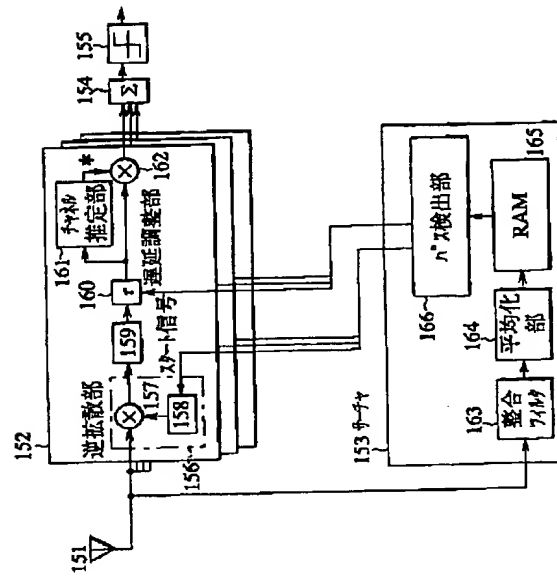 151
152
逆拡散部
157
158
156
スタート信号
159
160
τ
遅延調整部
161
チャネル
推定部
*
162
154
Σ
155
153 サーチャ
163
整合
フィルタ
164
平均化
部
RAM
165
166
パス検出部